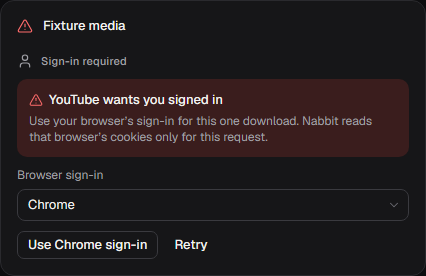 Fixture media
Sign-in required
YouTube wants you signed in
Use your browser's sign-in for this one download. Nabbit reads
that browser's cookies only for this request.
Browser sign-in
Chrome
Use Chrome sign-in
Retry